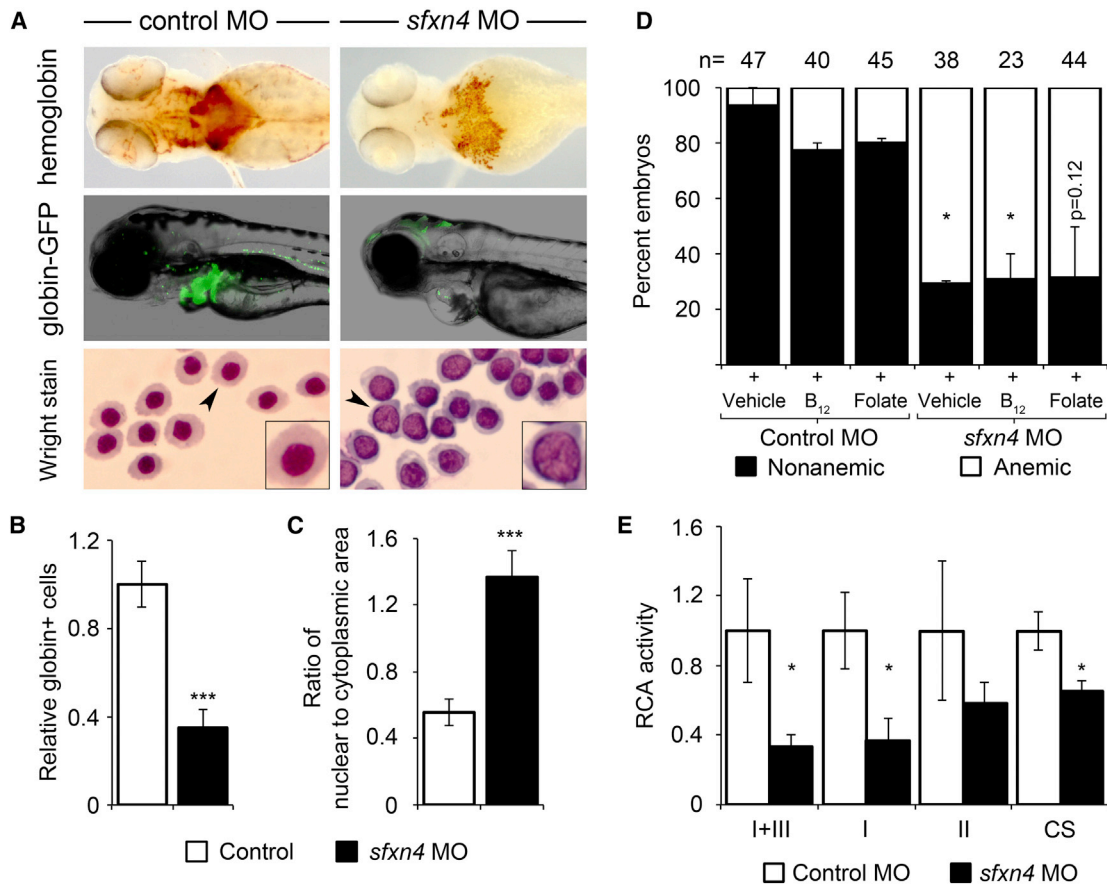 A
control MO
sfxn4 MO
hemoglobin
globin-GFP
Wright stain
B
Relative globin+ cells
1.2
0.8
0.4
0
***
C
Ratio of
nuclear to cytoplasmic area
1.6
1.2
0.8
0.4
0
***
Control
sfxn4 MO
D
n= 47 40 45 38 23 44
Percent embryos
100
80
60
40
20
* * p=0.12
+ + + + + +
Vehicle B12 Folate Vehicle B12 Folate
Control MO sfxn4 MO
Nonanemic Anemic
E
RCA activity
1.6
1.2
0.8
0.4
0
* * *
I+III I II CS
Control MO sfxn4 MO